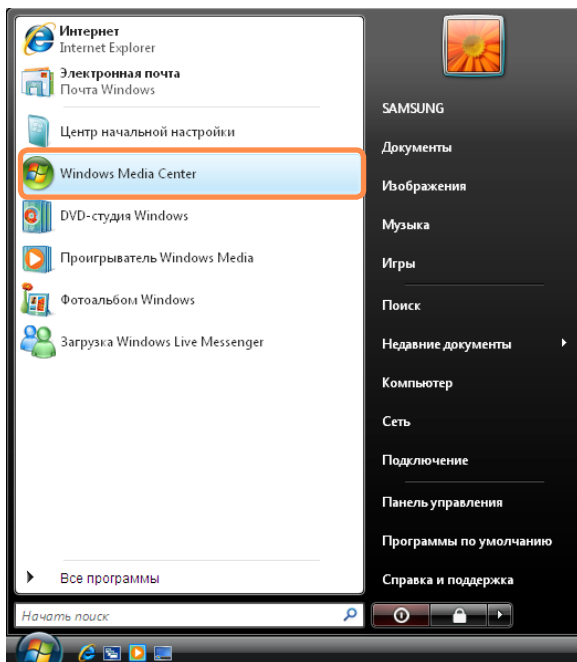 Интернет
Internet Explorer
Электронная почта
Почта Windows
Центр начальной настройки
Windows Media Center
DVD-студия Windows
Проигрыватель Windows Media
Фотоальбом Windows
Загрузка Windows Live Messenger
Все программы
Начать поиск
SAMSUNG
Документы
Изображения
Музыка
Игры
Поиск
Недавние документы
Компьютер
Сеть
Подключение
Панель управления
Программы по умолчанию
Справка и поддержка